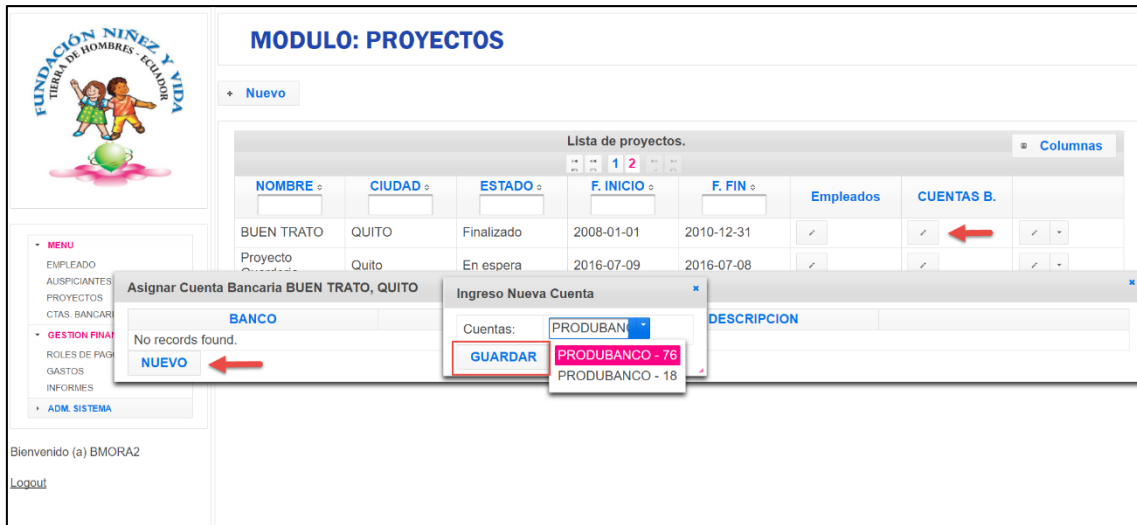 FUNDACIÓN NIÑEZ Y VIDA
TIERRA DE HOMBRES - ECUADOR
MODULO: PROYECTOS
+ Nuevo
Lista de proyectos.
Columnas
1 2
NOMBRE CIUDAD ESTADO F. INICIO F. FIN Empleados CUENTAS B.
BUEN TRATO QUITO Finalizado 2008-01-01 2010-12-31
Proyecto
Quito En espera 2016-07-09 2016-07-08
MENU
EMPLEADO
AUSPICIANTES
PROYECTOS
CTAS. BANCARI
GESTION FINAN
ROLES DE PAG
GASTOS
INFORMES
ADM. SISTEMA
Asignar Cuenta Bancaria BUEN TRATO, QUITO
BANCO DESCRIPCION
No records found.
NUEVO
Ingreso Nueva Cuenta
Cuentas: PRODUBAN
GUARDAR
PRODUBANCO - 76
PRODUBANCO - 18
Bienvenido (a) BMORA2
Logout